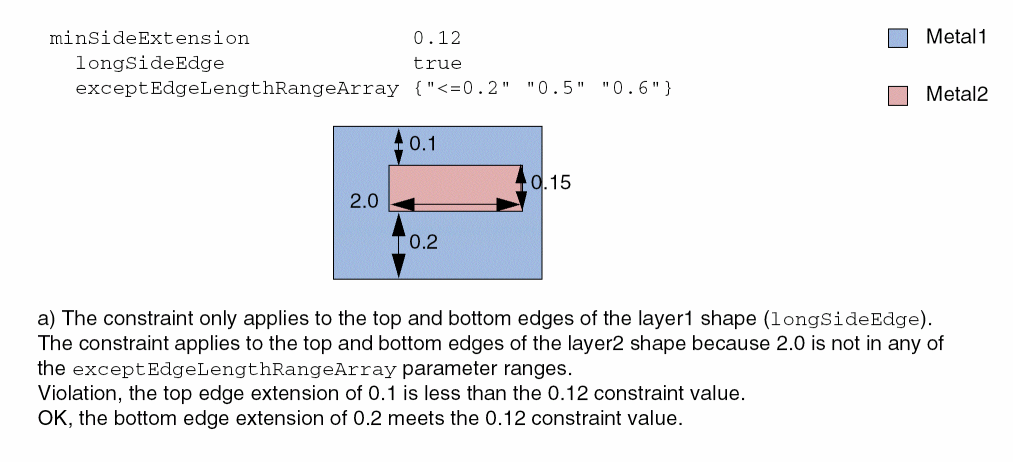 minSideExtension 0.12
longSideEdge true
exceptEdgeLengthRangeArray {"<=0.2" "0.5" "0.6"}
Metal1
Metal2
0.1
0.15
2.0
0.2
a) The constraint only applies to the top and bottom edges of the layer1 shape (longSideEdge).
The constraint applies to the top and bottom edges of the layer2 shape because 2.0 is not in any of
the exceptEdgeLengthRangeArray parameter ranges.
Violation, the top edge extension of 0.1 is less than the 0.12 constraint value.
OK, the bottom edge extension of 0.2 meets the 0.12 constraint value.